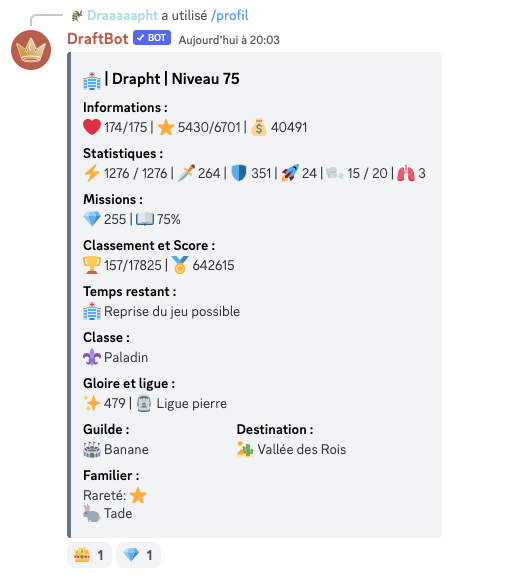 Draaaaapht a utilisé /profil
DraftBot BOT Aujourd'hui à 20:03
| Drapht | Niveau 75
Informations :
174/175 | 5430/6701 | 40491
Statistiques :
1276 / 1276 | 264 | 351 | 24 | 15 / 20 | 3
Missions :
255 | 75%
Classement et Score :
157/17825 | 642615
Temps restant :
Reprise du jeu possible
Classe :
Paladin
Gloire et ligue :
479 | Ligue pierre
Guilde : Destination :
Banane Vallée des Rois
Familier :
Rareté:
Tade
1 1